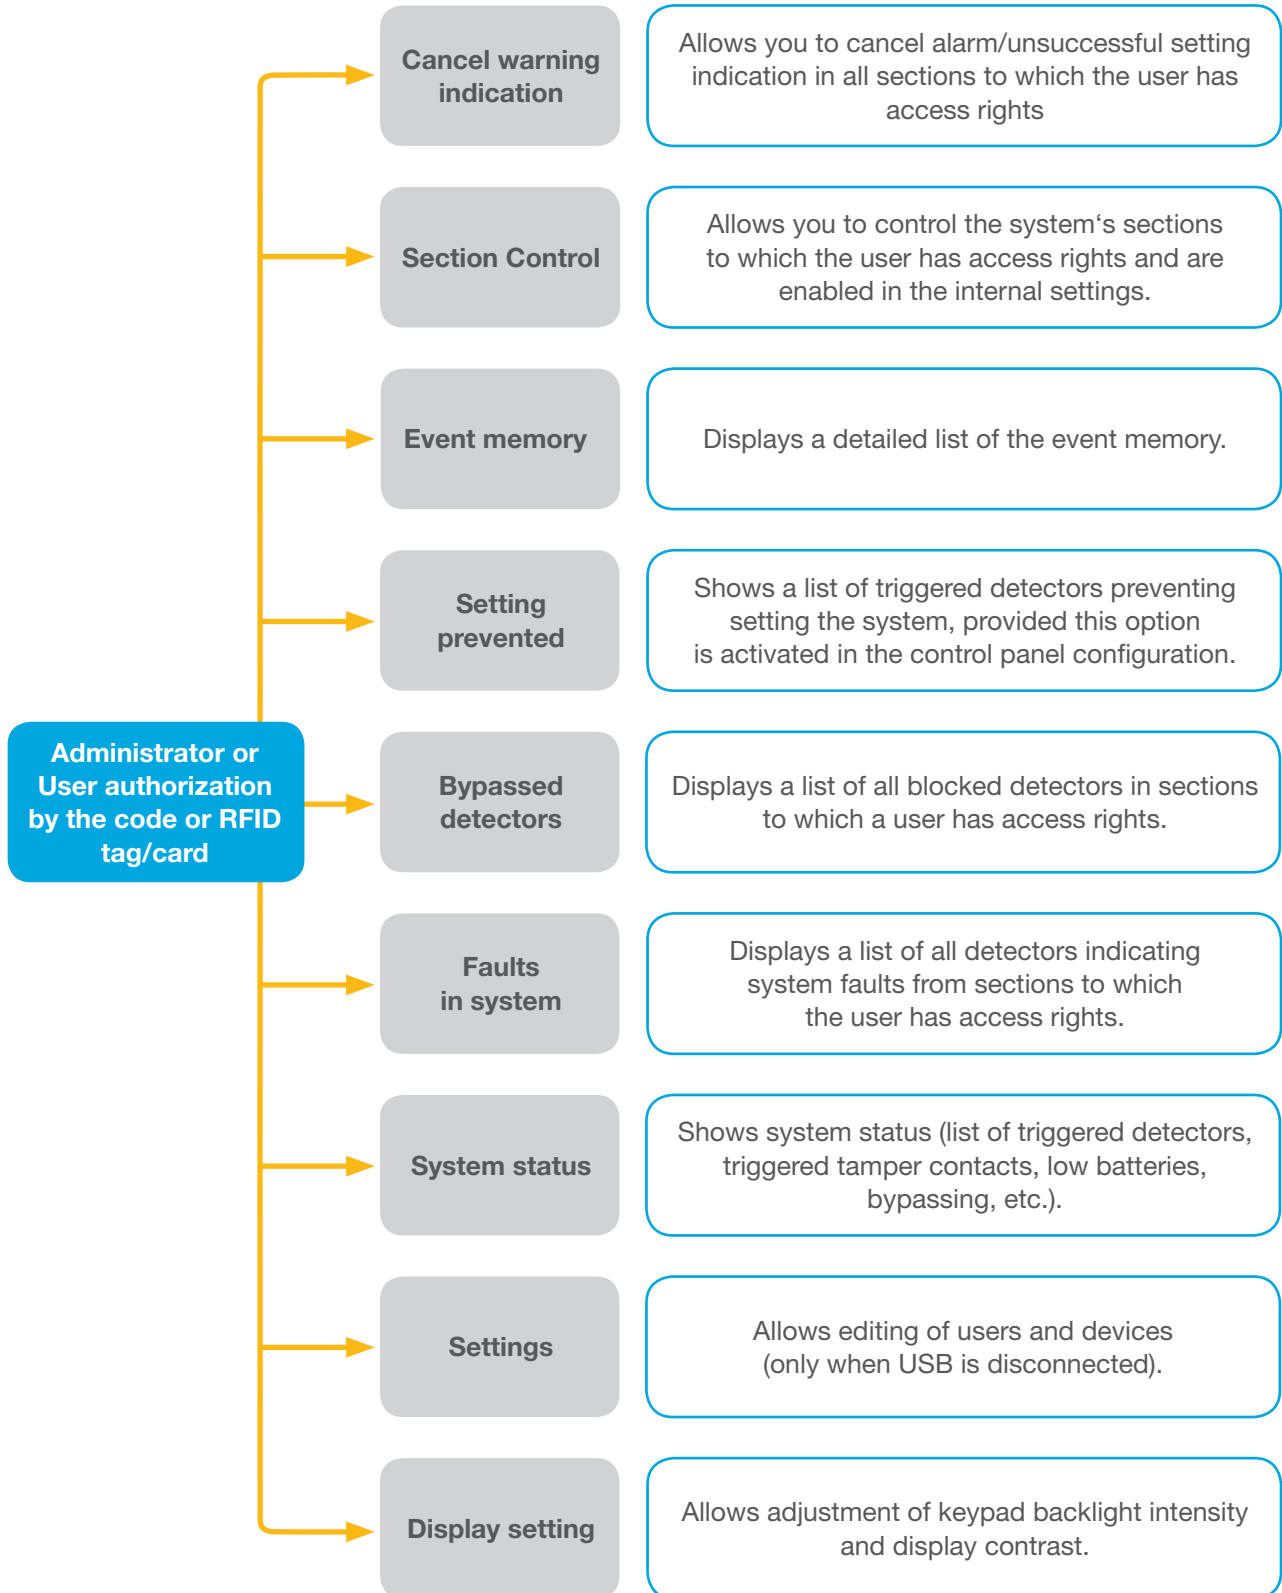 Cancel warning
indication
Allows you to cancel alarm/unsuccessful setting
indication in all sections to which the user has
access rights
Section Control
Allows you to control the system‘s sections
to which the user has access rights and are
enabled in the internal settings.
Event memory
Displays a detailed list of the event memory.
Setting
prevented
Shows a list of triggered detectors preventing
setting the system, provided this option
is activated in the control panel configuration.
Administrator or
User authorization
by the code or RFID
tag/card
Bypassed
detectors
Displays a list of all blocked detectors in sections
to which a user has access rights.
Faults
in system
Displays a list of all detectors indicating
system faults from sections to which
the user has access rights.
System status
Shows system status (list of triggered detectors,
triggered tamper contacts, low batteries,
bypassing, etc.).
Settings
Allows editing of users and devices
(only when USB is disconnected).
Display setting
Allows adjustment of keypad backlight intensity
and display contrast.